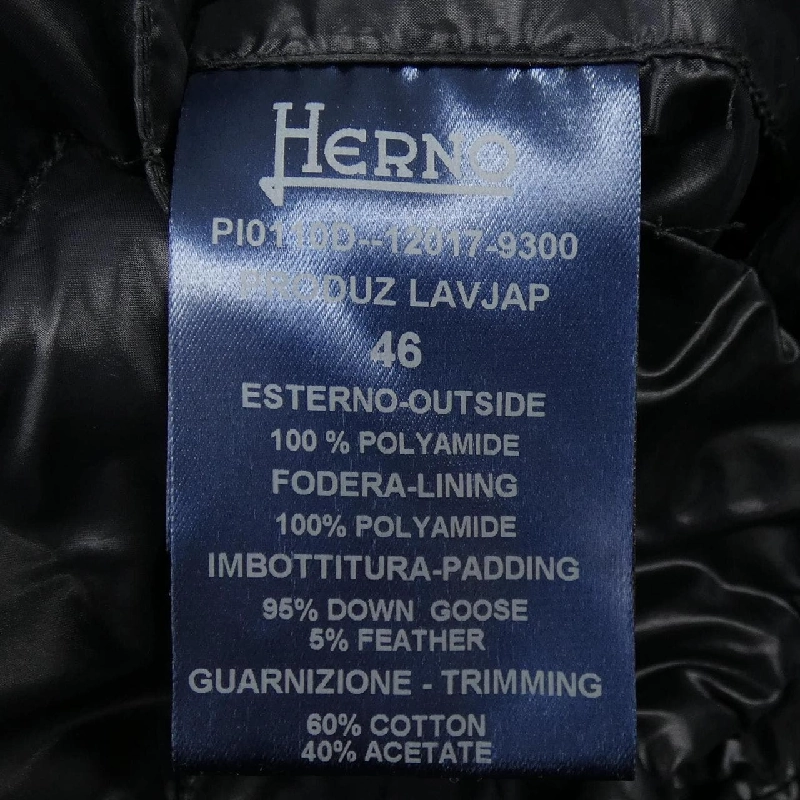 HERNO
PI0110D--12017-9300
PRODUZ LAVJAP
46
ESTERNO-OUTSIDE
100 % POLYAMIDE
FODERA-LINING
100% POLYAMIDE
IMBOTTITURA-PADDING
95% DOWN GOOSE
5% FEATHER
GUARNIZIONE - TRIMMING
60% COTTON
40% ACETATE